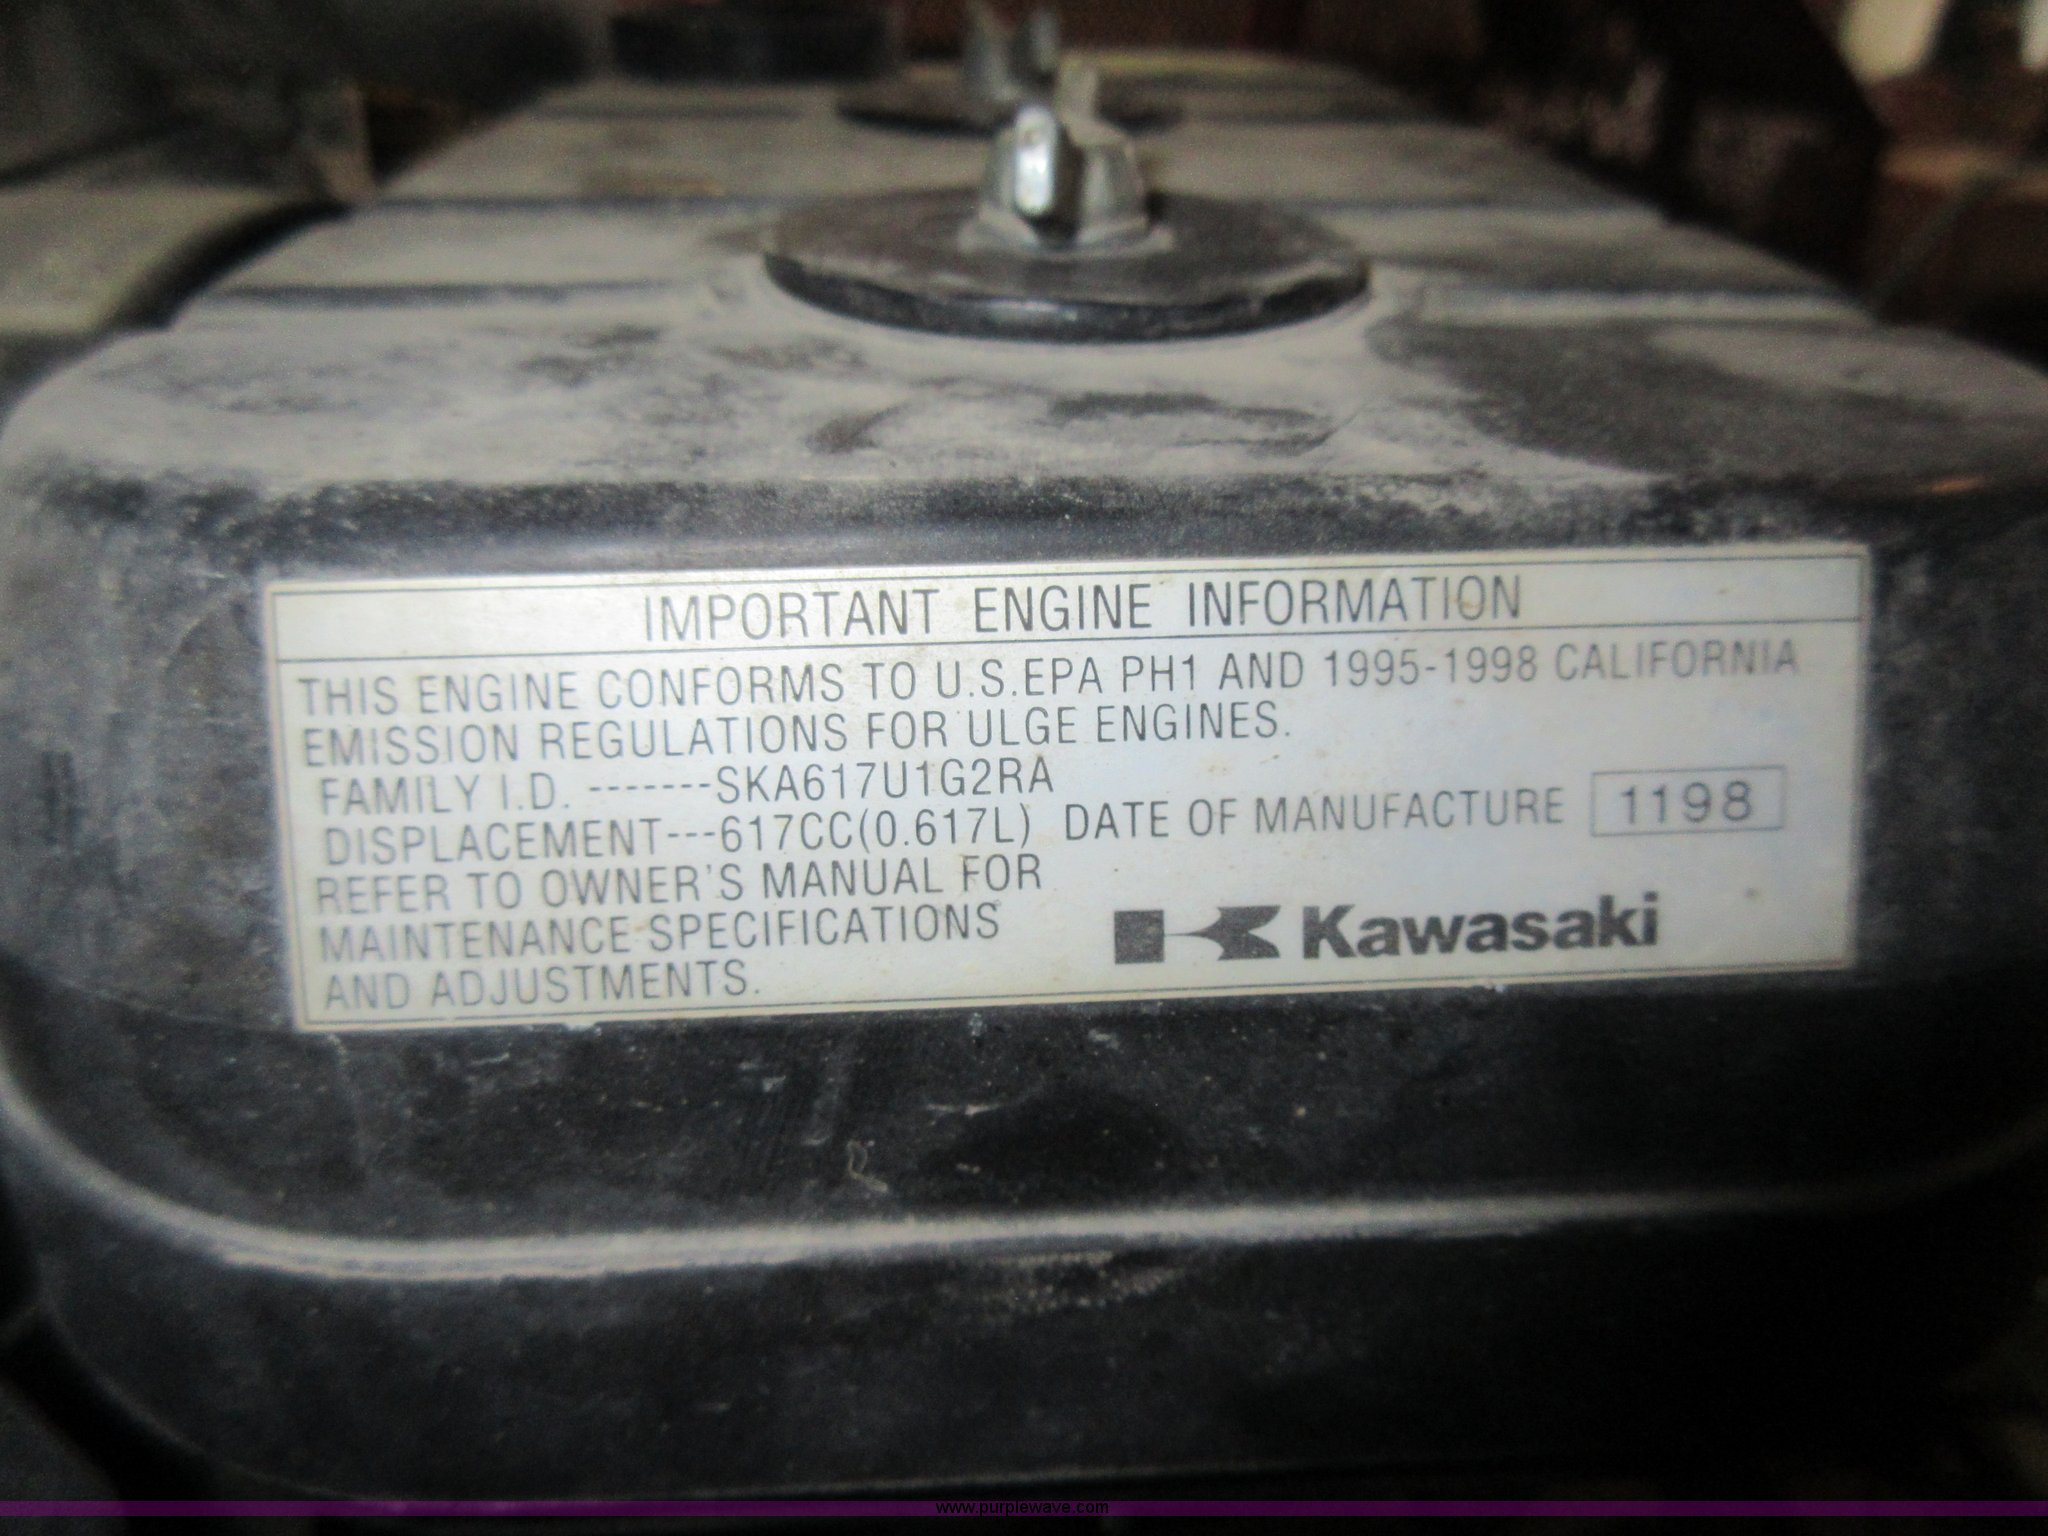 IMPORTANT ENGINE INFORMATION
THIS ENGINE CONFORMS TO U.S.EPA PH1 AND 1995-1998 CALIFORNIA
EMISSION REGULATIONS FOR ULGE ENGINES.
FAMILY I.D. -------SKA617U1G2RA
DISPLACEMENT---617CC(0.617L) DATE OF MANUFACTURE 1198
REFER TO OWNER'S MANUAL FOR
MAINTENANCE SPECIFICATIONS
AND ADJUSTMENTS.
Kawasaki
www.purplewave.com